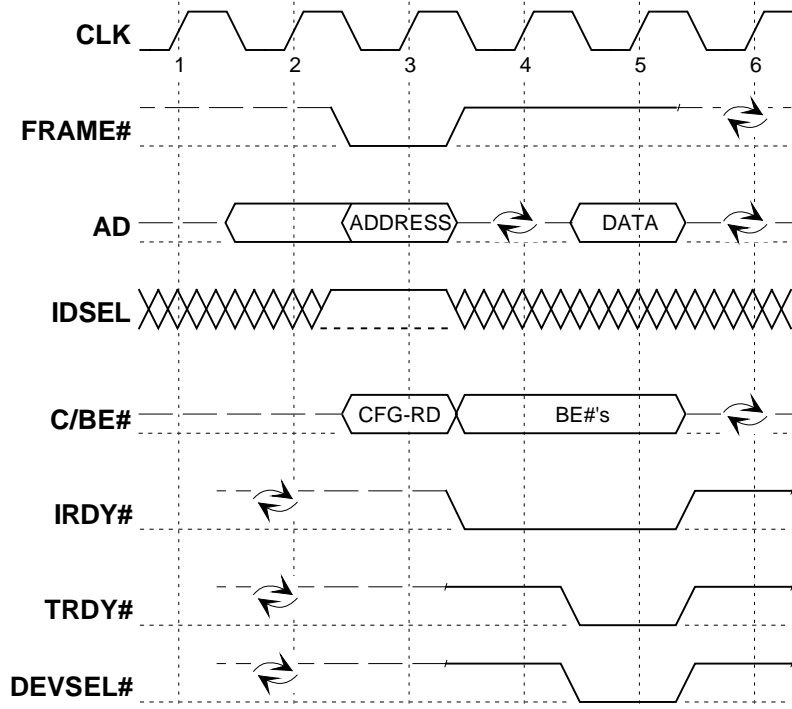 CLK
1 2 3 4 5 6
FRAME#
AD ADDRESS DATA
IDSEL
C/BE# CFG-RD BE#'s
IRDY#
TRDY#
DEVSEL#